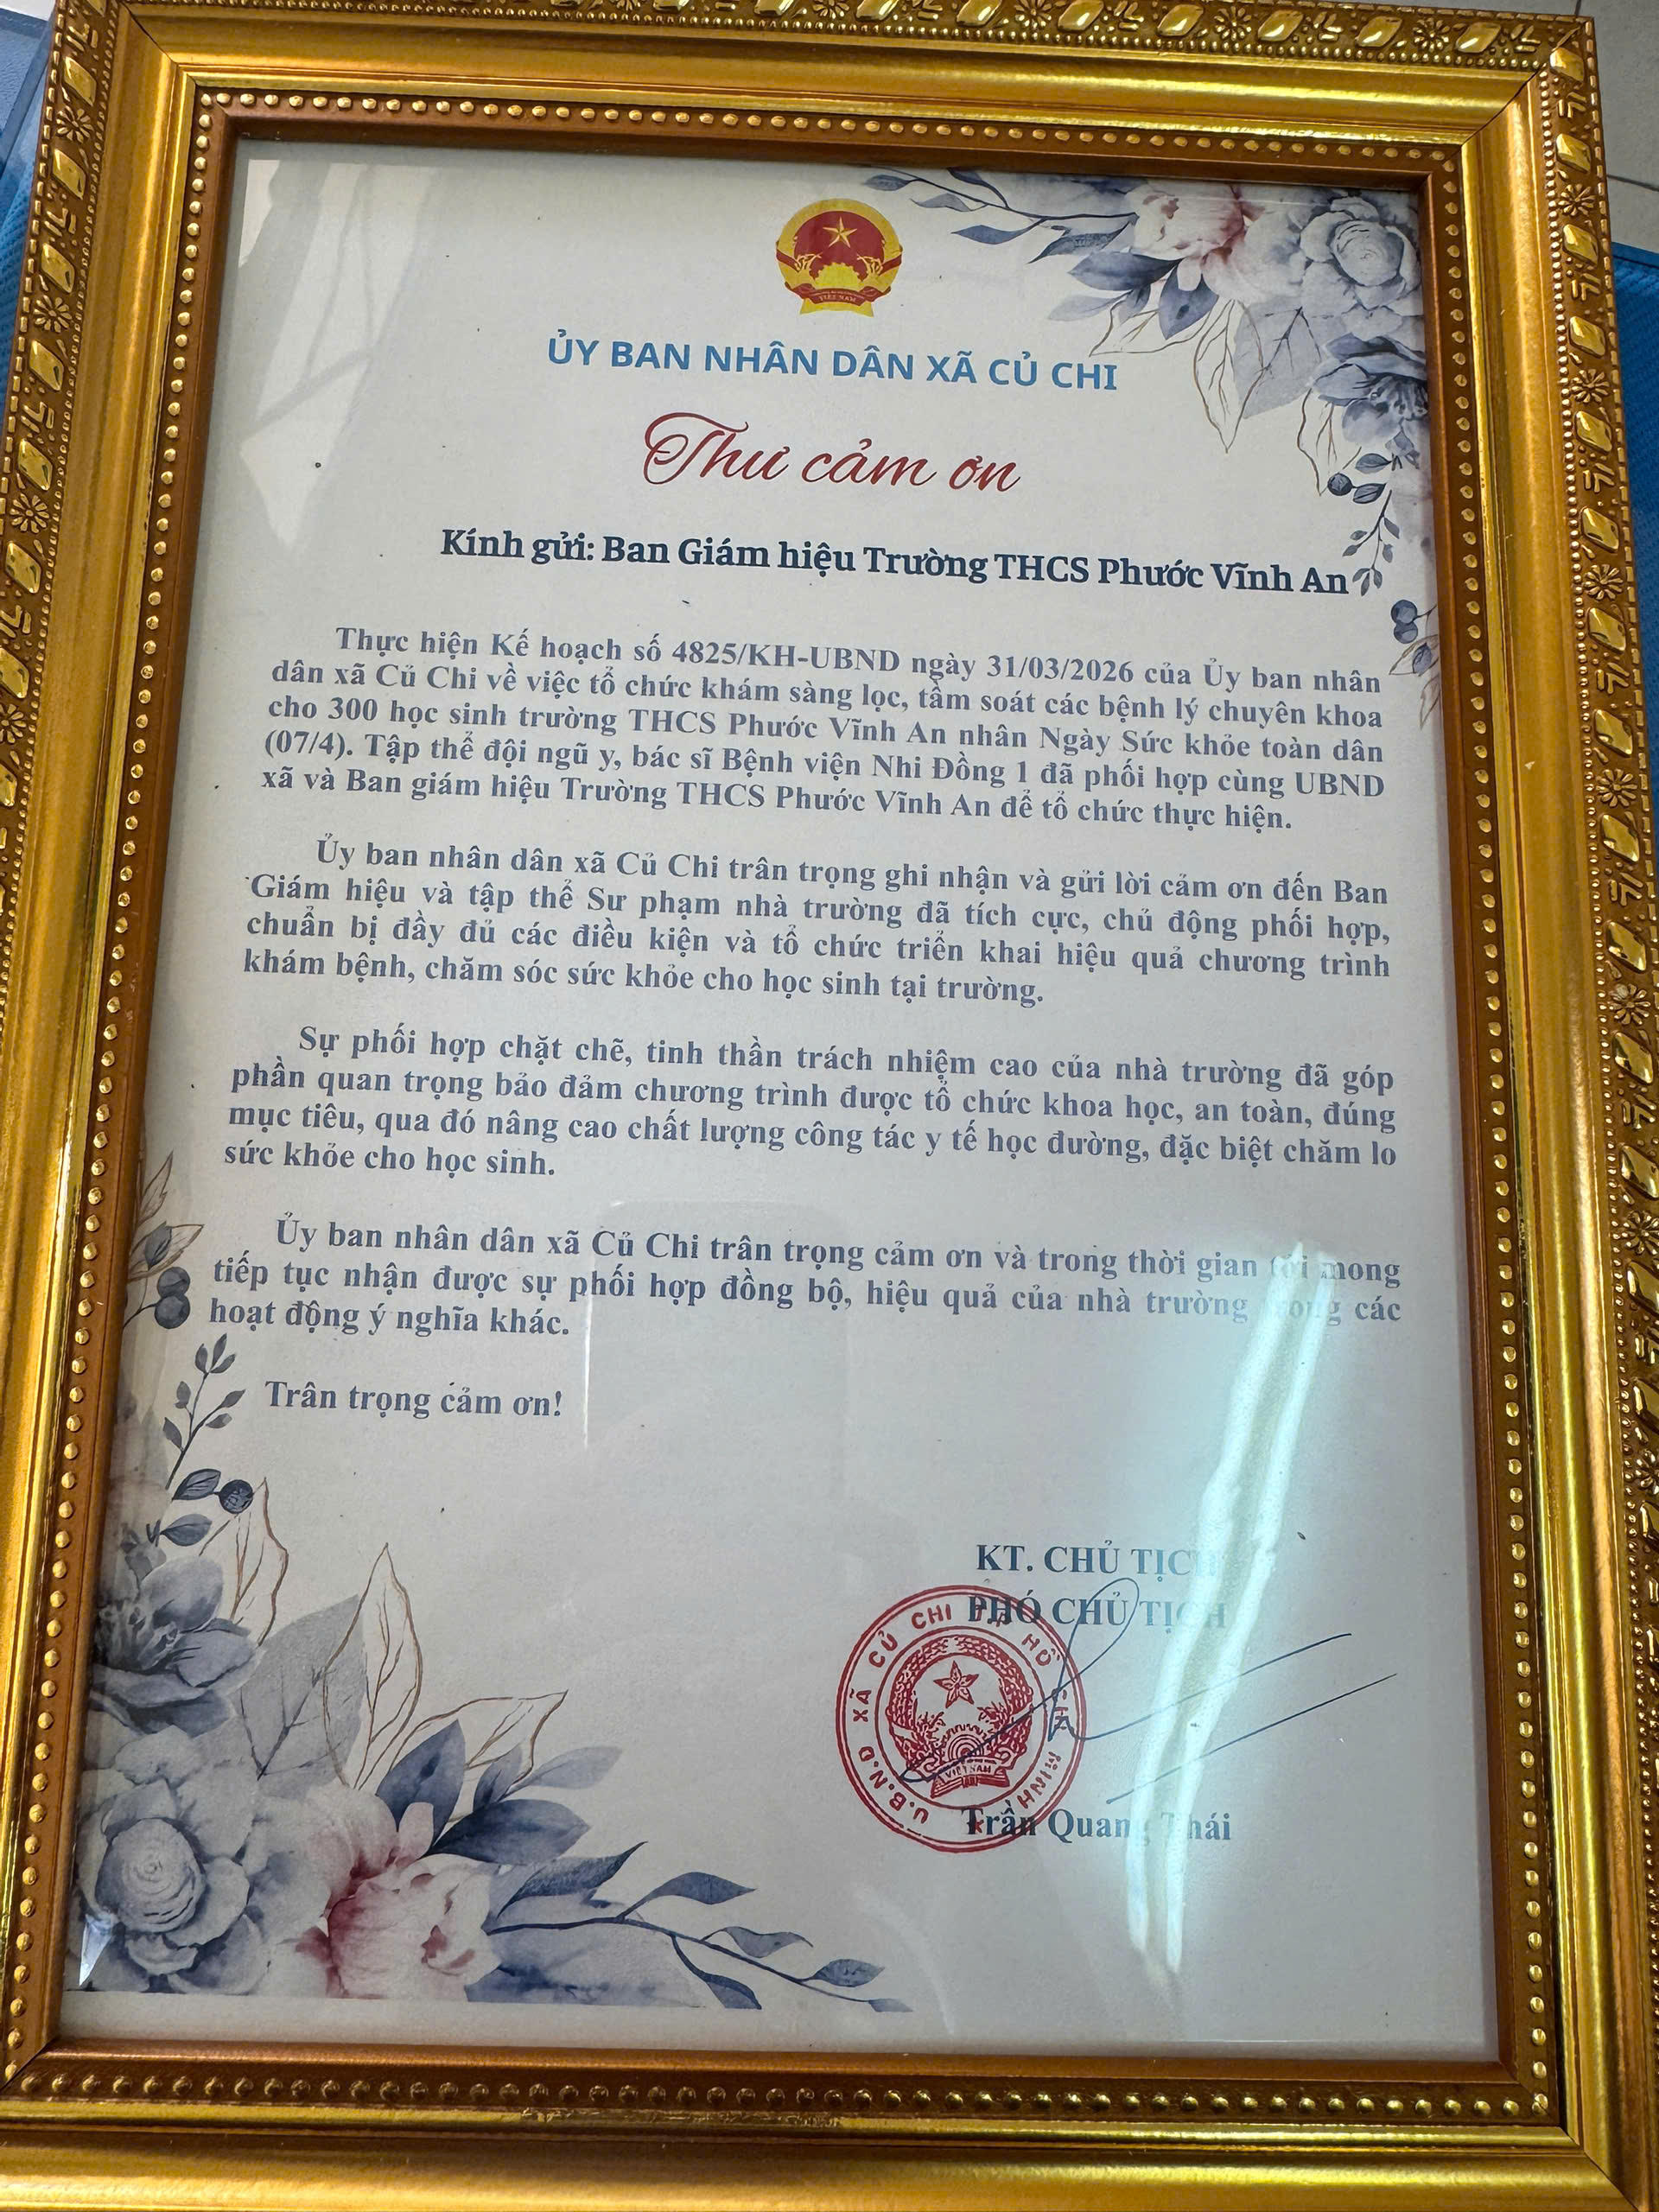 VIỆT NAM
ỦY BAN NHÂN DÂN XÃ CỦ CHI
Thư cảm ơn
Kính gửi: Ban Giám hiệu Trường THCS Phước Vĩnh An
Thực hiện Kế hoạch số 4825/KH-UBND ngày 31/03/2026 của Ủy ban nhân
dân xã Củ Chi về việc tổ chức khám sàng lọc, tầm soát các bệnh lý chuyên khoa
cho 300 học sinh trường THCS Phước Vĩnh An nhân Ngày Sức khỏe toàn dân
(07/4). Tập thể đội ngũ y, bác sĩ Bệnh viện Nhi Đồng 1 đã phối hợp cùng UBND
xã và Ban giám hiệu Trường THCS Phước Vĩnh An để tổ chức thực hiện.
Ủy ban nhân dân xã Củ Chi trân trọng ghi nhận và gửi lời cảm ơn đến Ban
Giám hiệu và tập thể Sư phạm nhà trường đã tích cực, chủ động phối hợp,
chuẩn bị đầy đủ các điều kiện và tổ chức triển khai hiệu quả chương trình
khám bệnh, chăm sóc sức khỏe cho học sinh tại trường.
Sự phối hợp chặt chẽ, tinh thần trách nhiệm cao của nhà trường đã góp
phần quan trọng bảo đảm chương trình được tổ chức khoa học, an toàn, đúng
mục tiêu, qua đó nâng cao chất lượng công tác y tế học đường, đặc biệt chăm lo
sức khỏe cho học sinh.
Ủy ban nhân dân xã Củ Chi trân trọng cảm ơn và trong thời gian tới mong
tiếp tục nhận được sự phối hợp đồng bộ, hiệu quả của nhà trường trong các
hoạt động ý nghĩa khác.
Trân trọng cảm ơn!
KT. CHỦ TỊCH
PHÓ CHỦ TỊCH
U.B.N.D XÃ CỦ CHI T.P HỒ CHÍ MINH
VIỆT NAM
Trần Quang Thái